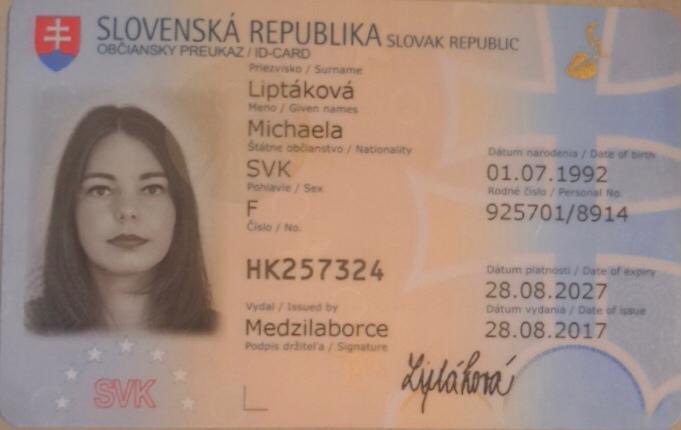 SLOVENSKÁ REPUBLIKA SLOVAK REPUBLIC
OBČIANSKY PREUKAZ / ID-CARD
Priezvisko / Surname
Liptáková
Meno / Given names
Michaela
Štátne občianstvo / Nationality
SVK
Dátum narodenia / Date of birth
01.07.1992
Pohlavie / Sex
F
Rodné číslo / Personal No.
925701/8914
Číslo / No.
HK257324
Dátum platnosti / Date of expiry
28.08.2027
Vydal / Issued by
Medzilaborce
Dátum vydania / Date of issue
28.08.2017
Podpis držiteľa / Signature
Liptáková
SVK